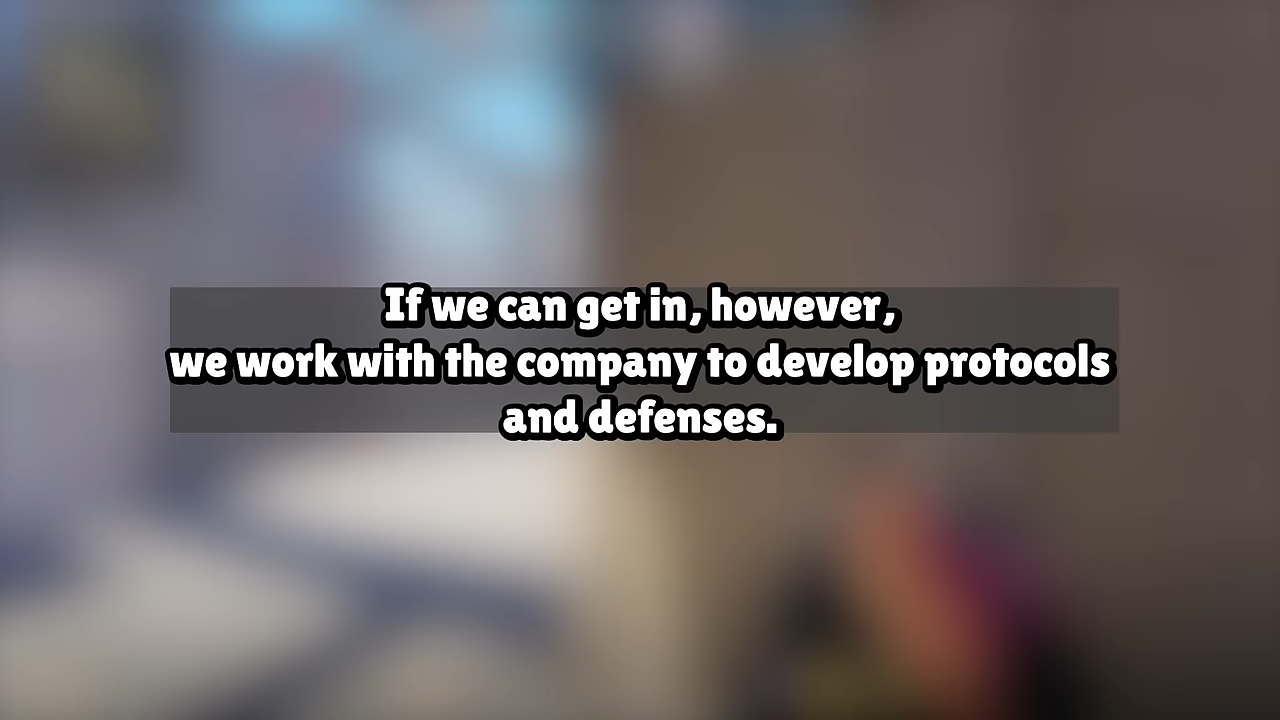 If we can get in, however,
we work with the company to develop protocols
and defenses.